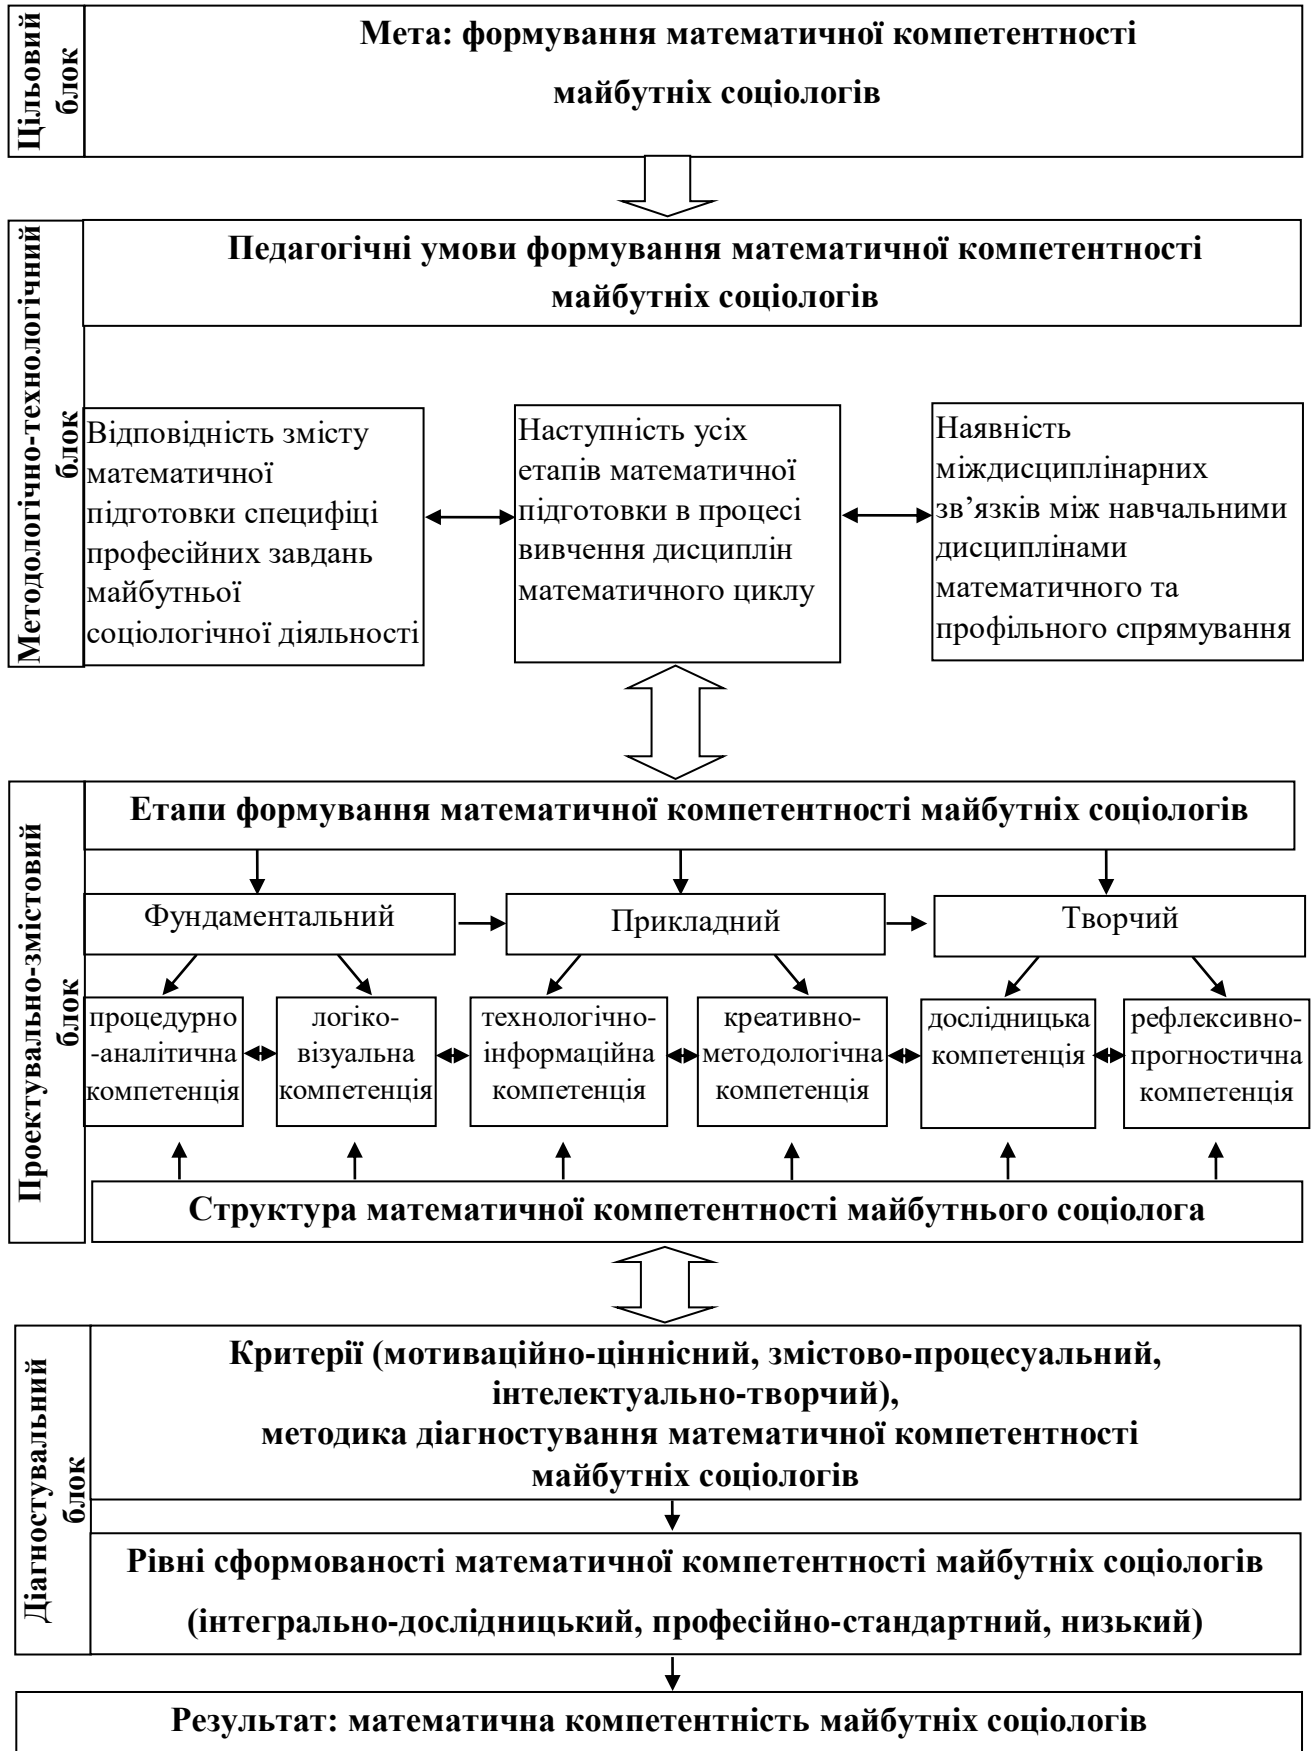 Цільовий
блок
Мета: формування математичної компетентності
майбутніх соціологів
Методологічно-технологічний
блок
Педагогічні умови формування математичної компетентності
майбутніх соціологів
Відповідність змісту
математичної
підготовки специфіці
професійних завдань
майбутньої
соціологічної діяльності
Наступність усіх
етапів математичної
підготовки в процесі
вивчення дисциплін
математичного циклу
Наявність
міждисциплінарних
зв’язків між навчальними
дисциплінами
математичного та
профільного спрямування
Проектувально-змістовий
блок
Етапи формування математичної компетентності майбутніх соціологів
Фундаментальний
Прикладний
Творчий
процедурно
-аналітична
компетенція
логіко-
візуальна
компетенція
технологічно-
інформаційна
компетенція
креативно-
методологічна
компетенція
дослідницька
компетенція
рефлексивно-
прогностична
компетенція
Структура математичної компетентності майбутнього соціолога
Діагностувальний
блок
Критерії (мотиваційно-ціннісний, змістово-процесуальний,
інтелектуально-творчий),
методика діагностування математичної компетентності
майбутніх соціологів
Рівні сформованості математичної компетентності майбутніх соціологів
(інтегрально-дослідницький, професійно-стандартний, низький)
Результат: математична компетентність майбутніх соціологів